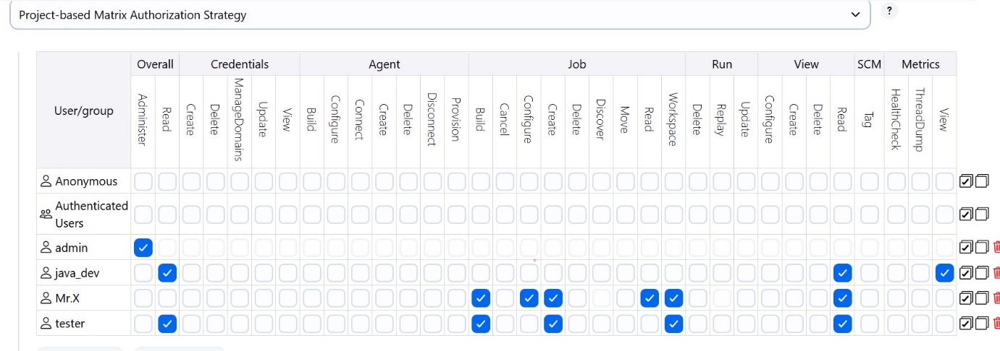 Project-based Matrix Authorization Strategy
?
User/group
Overall
Credentials
Agent
Job
Run
View
SCM
Metrics
Administer
Read
Create
Delete
ManageDomains
Update
View
Build
Configure
Connect
Create
Delete
Disconnect
Provision
Build
Cancel
Configure
Create
Delete
Discover
Move
Read
Workspace
Delete
Replay
Update
Configure
Create
Delete
Read
Tag
HealthCheck
ThreadDump
View
Anonymous
Authenticated
Users
admin
java_dev
Mr.X
tester